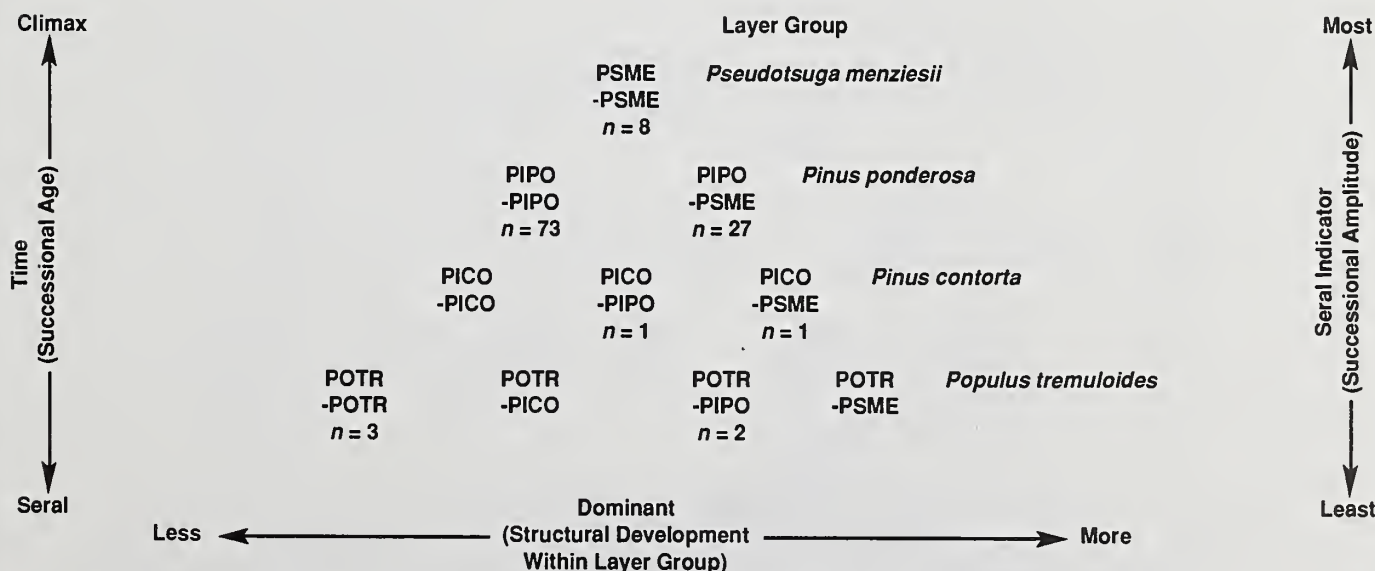 Climax
Layer Group
Most
PSME
-PSME
n = 8
Pseudotsuga menziesii
PIPO
-PIPO
n = 73
PIPO
-PSME
n = 27
Pinus ponderosa
PICO
-PICO
PICO
-PIPO
n = 1
PICO
-PSME
n = 1
Pinus contorta
POTR
-POTR
n = 3
POTR
-PICO
POTR
-PIPO
n = 2
POTR
-PSME
Populus tremuloides
Time
(Successional Age)
Seral Indicator
(Successional Amplitude)
Seral
Least
Less
Dominant
(Structural Development
Within Layer Group)
More